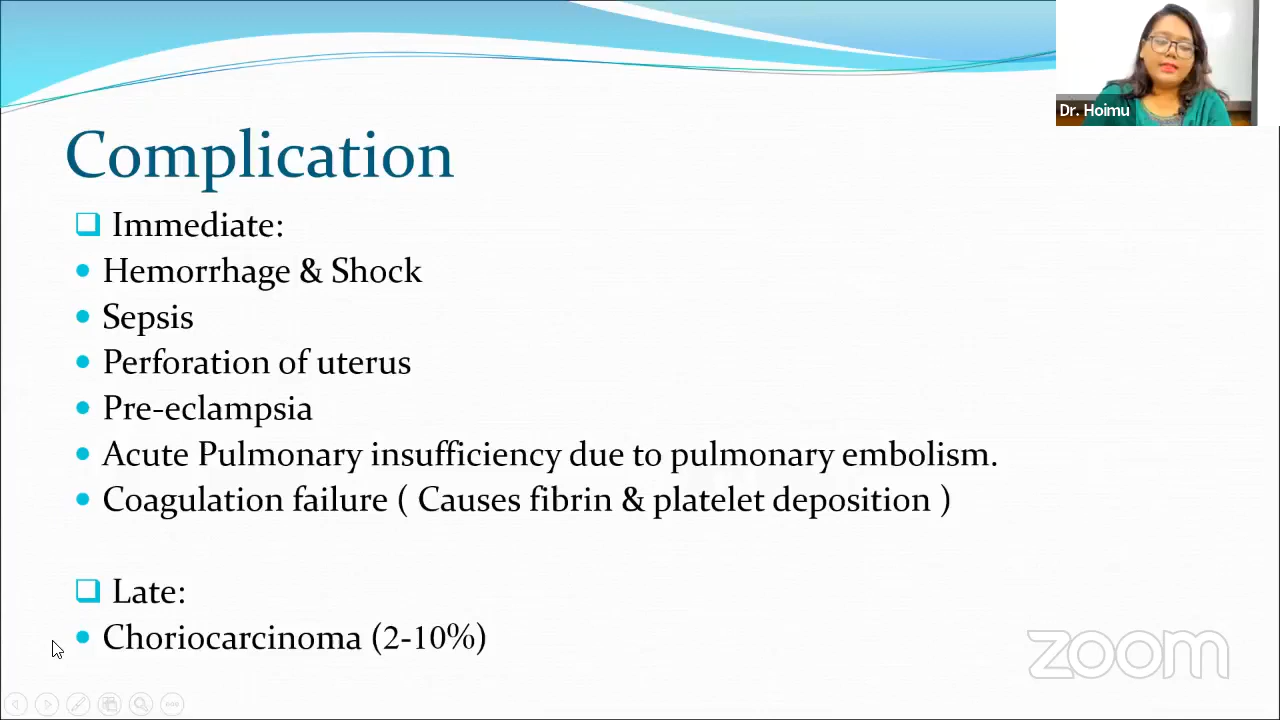 Dr. Hoimu
Complication
Immediate:
Hemorrhage & Shock
Sepsis
Perforation of uterus
Pre-eclampsia
Acute Pulmonary insufficiency due to pulmonary embolism.
Coagulation failure ( Causes fibrin & platelet deposition )
Late:
Choriocarcinoma (2-10%)
zoom